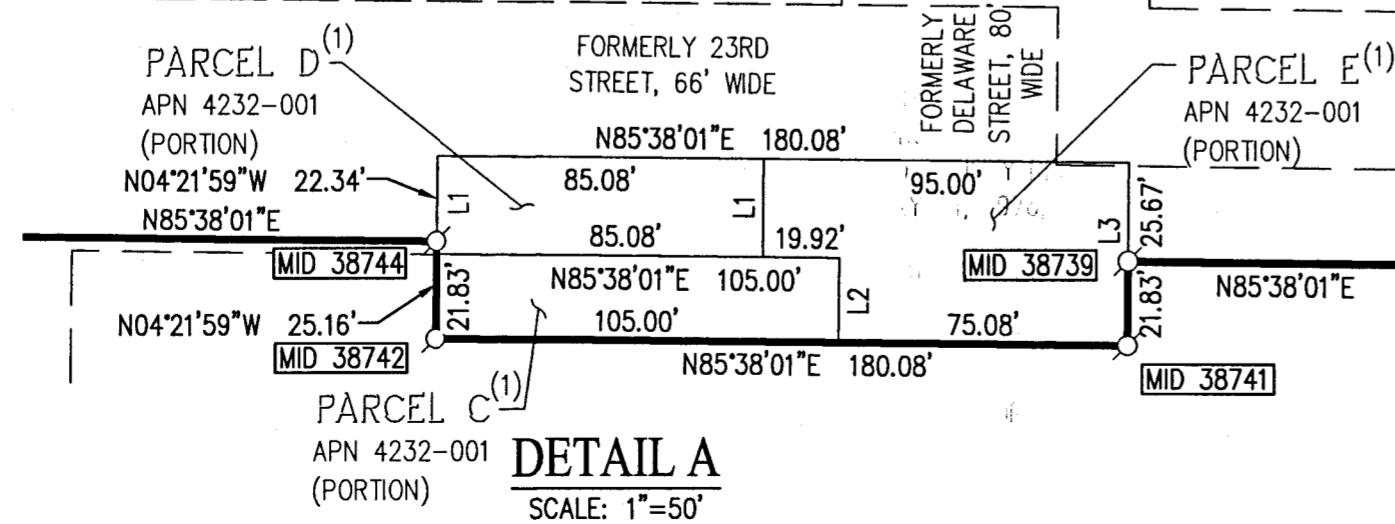 PARCEL D(1)
APN 4232-001
(PORTION)
FORMERLY 23RD
STREET, 66' WIDE
FORMERLY
DELAWARE
STREET, 80'
WIDE
PARCEL E(1)
APN 4232-001
(PORTION)
N85°38'01"E 180.08'
N04°21'59"W 22.34'
L1
85.08'
L1
95.00'
L3
25.67'
N85°38'01"E
85.08'
19.92'
MID 38744
MID 38739
N85°38'01"E 105.00'
N85°38'01"E
21.83'
L2
21.83'
N04°21'59"W 25.16'
105.00'
75.08'
MID 38742
N85°38'01"E 180.08'
MID 38741
PARCEL C(1)
APN 4232-001
(PORTION)
DETAIL A
SCALE: 1"=50'